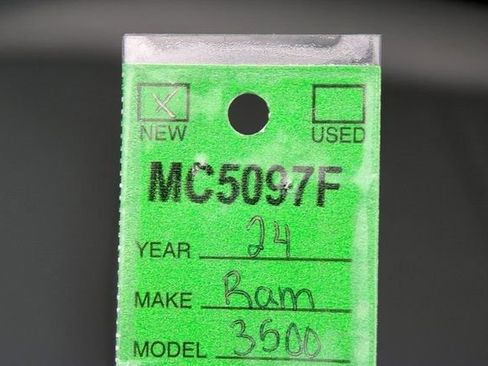 NEW USED
MC5097F
YEAR 24
MAKE Ram
MODEL 3500